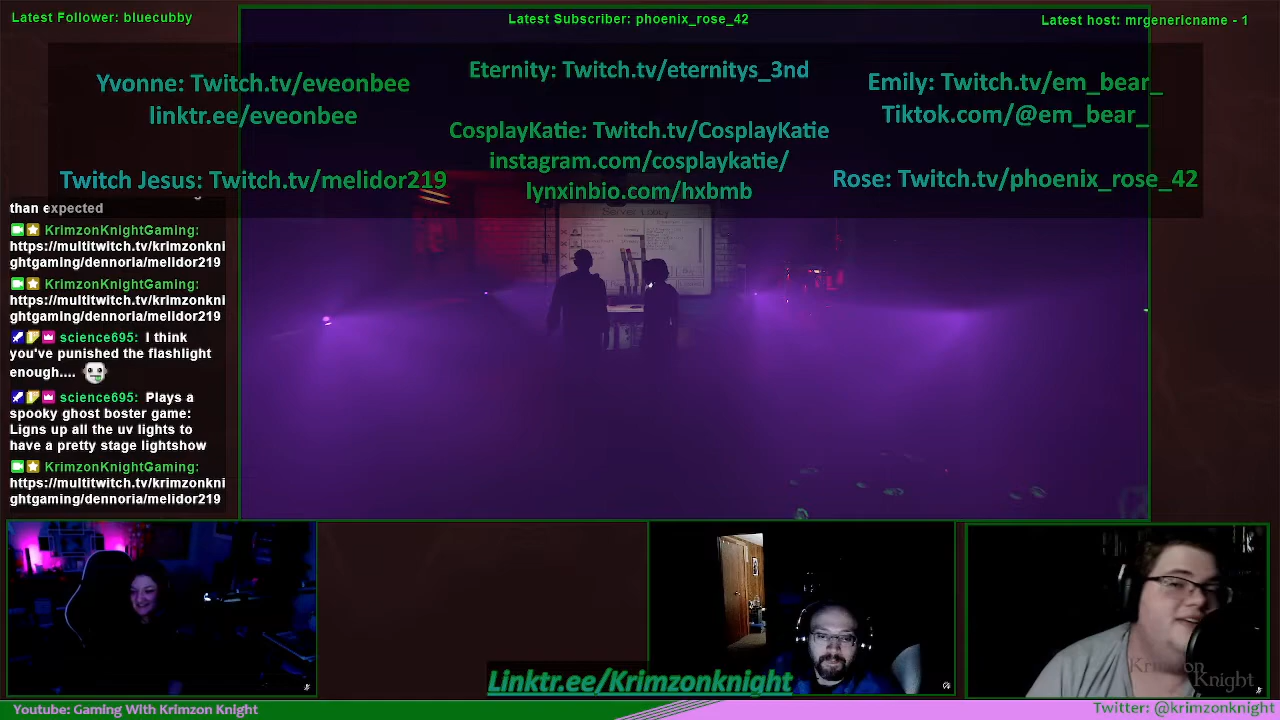 Latest Follower: bluecubby
Latest Subscriber: phoenix_rose_42
Latest host: mrgenericname - 1
Yvonne: Twitch.tv/eveonbee
linktr.ee/eveonbee
Eternity: Twitch.tv/eternitys_3nd
Emily: Twitch.tv/em_bear_
Tiktok.com/@em_bear_
CosplayKatie: Twitch.tv/CosplayKatie
instagram.com/cosplaykatie/
lynxinbio.com/hxbmb
Twitch Jesus: Twitch.tv/melidor219
Rose: Twitch.tv/phoenix_rose_42
Server Lobby
than expected
KrimzonKnightGaming:
https://multitwitch.tv/krimzonkni
ghtgaming/dennoria/melidor219
KrimzonKnightGaming:
https://multitwitch.tv/krimzonkni
ghtgaming/dennoria/melidor219
science695: I think
you've punished the flashlight
enough....
science695: Plays a
spooky ghost boster game:
Ligns up all the uv lights to
have a pretty stage lightshow
KrimzonKnightGaming:
https://multitwitch.tv/krimzonkni
ghtgaming/dennoria/melidor219
Krimzon
Knight
Linktr.ee/Krimzonknight
Youtube: Gaming With Krimzon Knight
Twitter: @krimzonknight